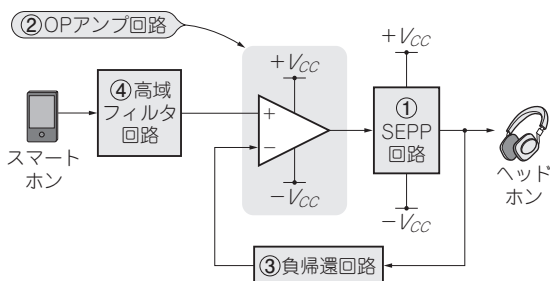 ②OPアンプ回路
+VCC
+VCC
④高域
フィルタ
回路
①
SEPP
回路
+
−
スマート
ホン
ヘッド
ホン
−VCC
−VCC
③負帰還回路